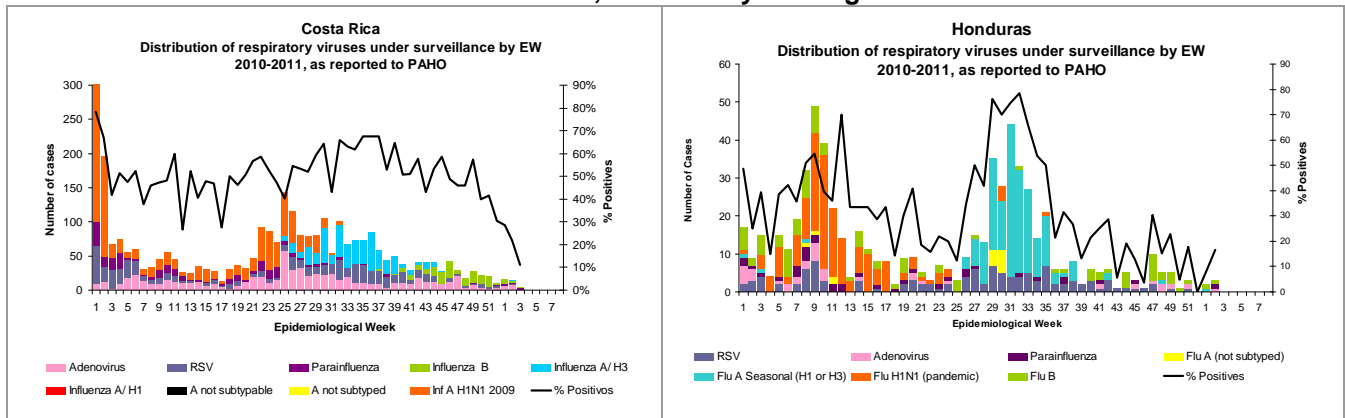 Costa Rica
Distribution of respiratory viruses under surveillance by EW
2010-2011, as reported to PAHO
Number of cases
300
250
200
150
100
50
0
90%
80%
70%
60%
50%
40%
30%
20%
10%
0%
% Positives
1 3 5 7 9 11 13 15 17 19 21 23 25 27 29 31 33 35 37 39 41 43 45 47 49 51 1 3 5 7
Epidemiological Week
Adenovirus RSV Parainfluenza Influenza B Influenza A/ H3
Influenza A/ H1 A not subtypable A not subtyped Inf A H1N1 2009 % Positivos
Honduras
Distribution of respiratory viruses under surveillance by EW
2010-2011, as reported to PAHO
Number of Cases
60
50
40
30
20
10
0
90
80
70
60
50
40
30
20
10
0
% Positives
1 3 5 7 9 11 13 15 17 19 21 23 25 27 29 31 33 35 37 39 41 43 45 47 49 51 1 3 5 7
Epidemiological Week
RSV Adenovirus Parainfluenza Flu A (not subtyped)
Flu A Seasonal (H1 or H3) Flu H1N1 (pandemic) Flu B % Positives